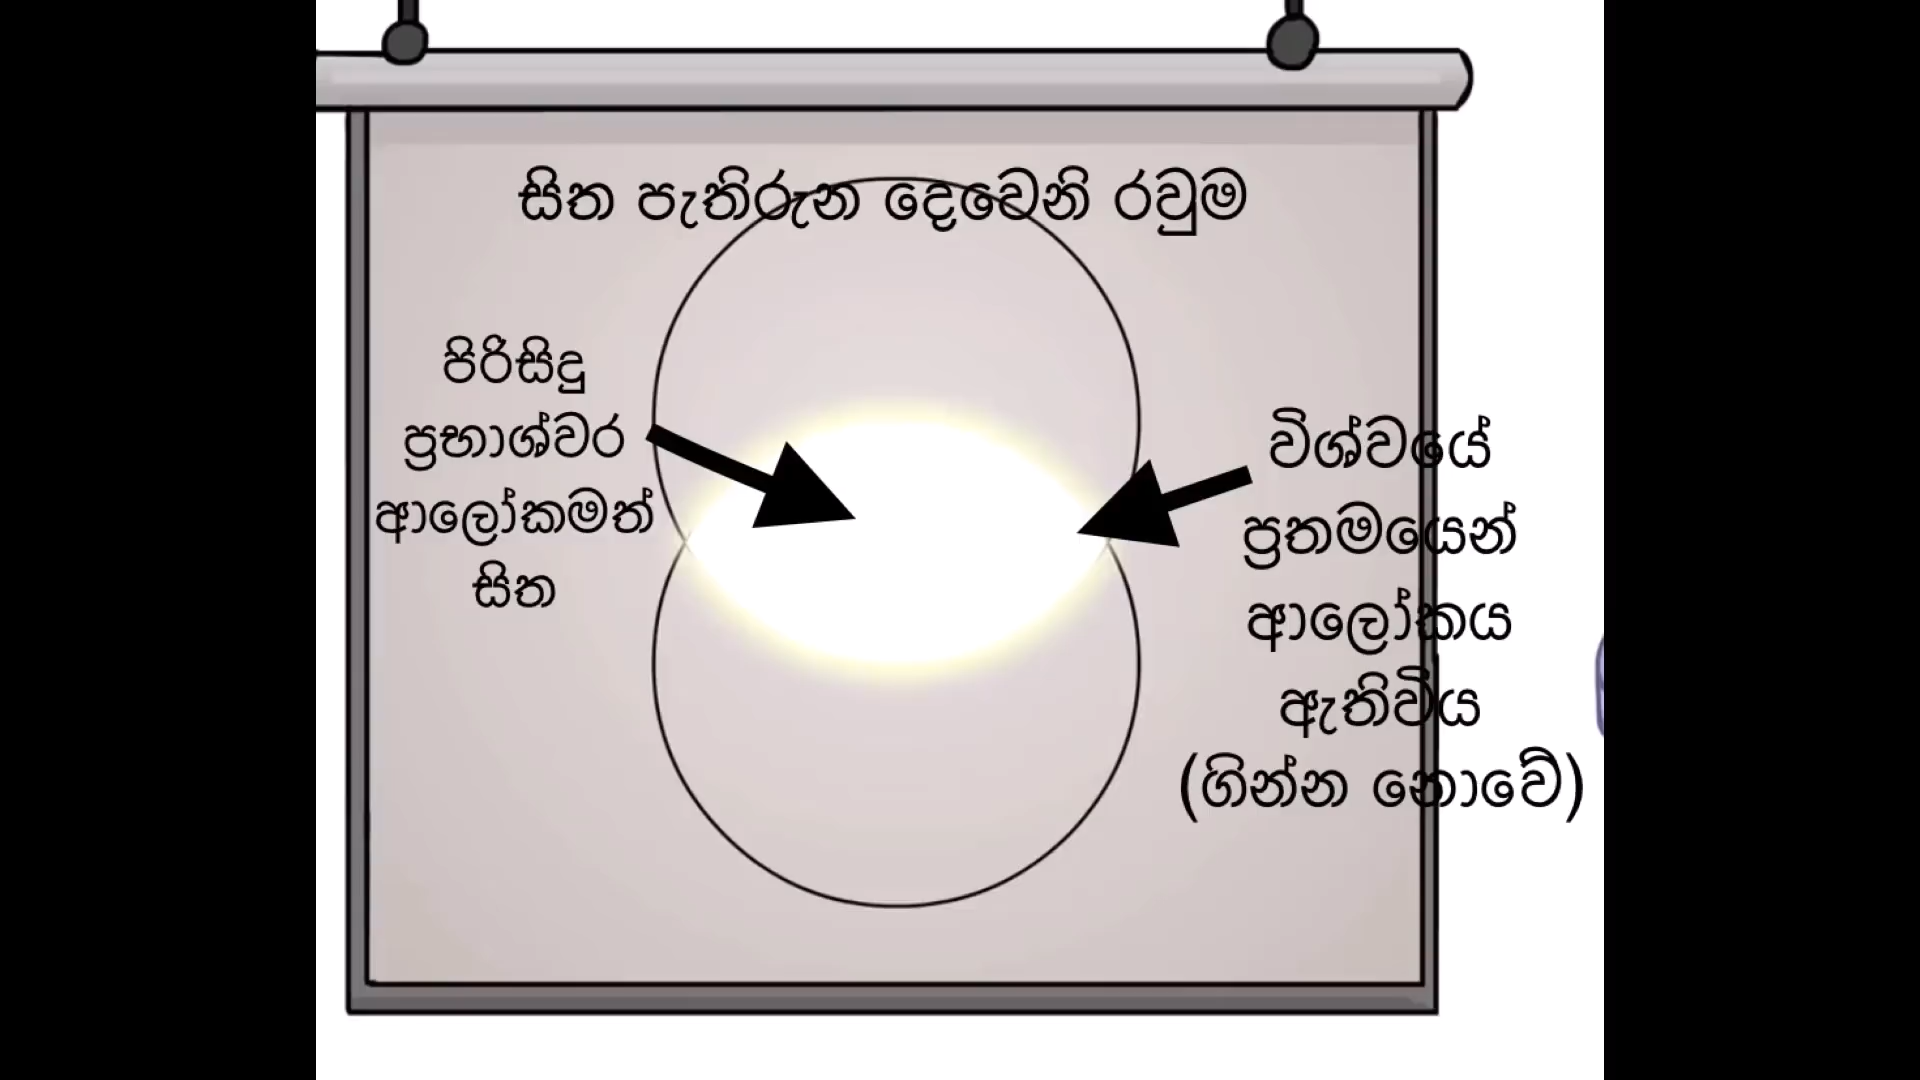 සිත පැතිරුන දෙවෙනි රවුම
පිරිසිදු
ප්‍රභාශ්වර
ආලෝකමත්
සිත
විශ්වයේ
ප්‍රතමයෙන්
ආලෝකය
ඇතිවිය
(ගින්න නොවේ)